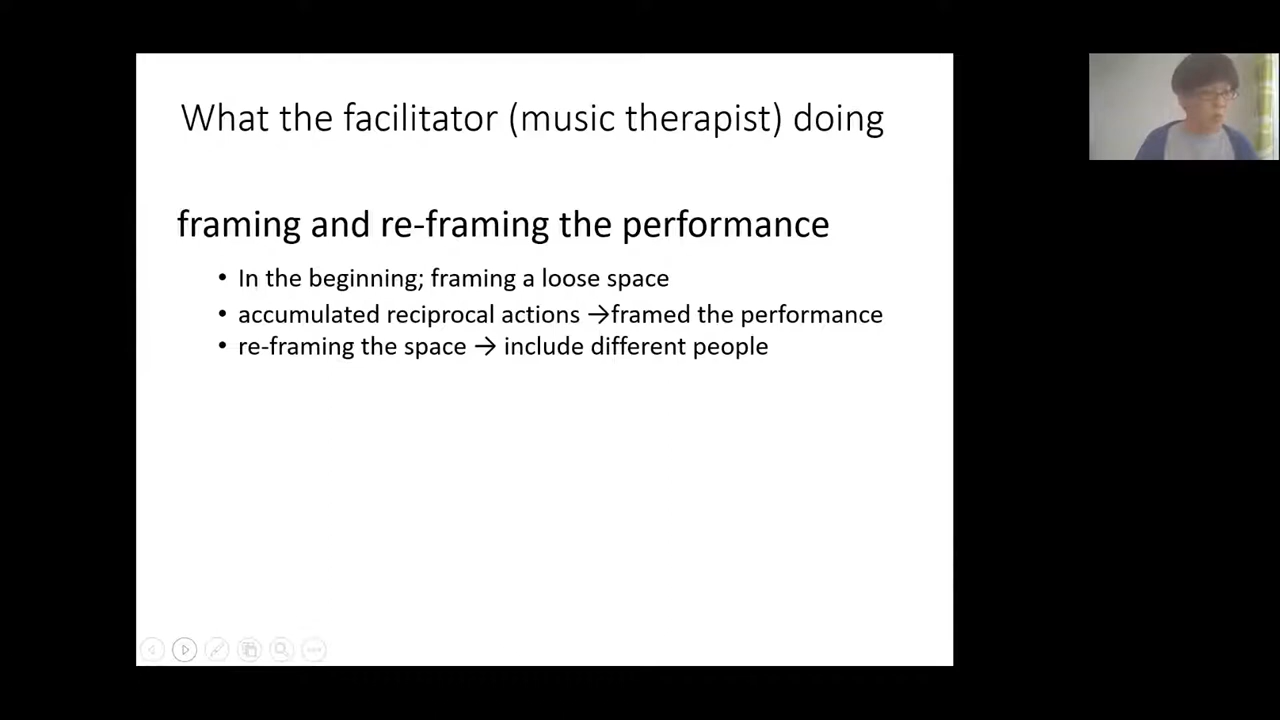 What the facilitator (music therapist) doing
framing and re-framing the performance
• In the beginning; framing a loose space
• accumulated reciprocal actions →framed the performance
• re-framing the space → include different people